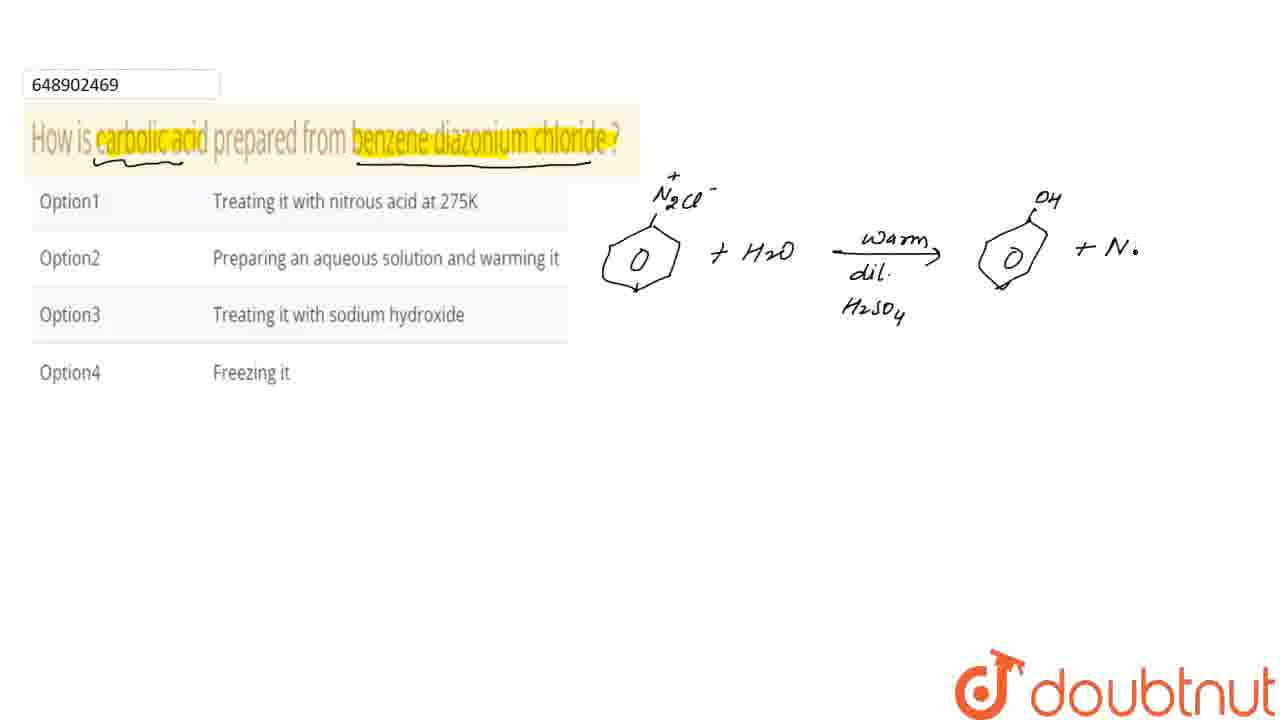 648902469
How is carbolic acid prepared from benzene diazonium chloride ?
Option1 Treating it with nitrous acid at 275K
Option2 Preparing an aqueous solution and warming it
Option3 Treating it with sodium hydroxide
Option4 Freezing it
+
N2Cl-
+ H2O
warm
dil.
H2SO4
OH
+ N.
doubtnut